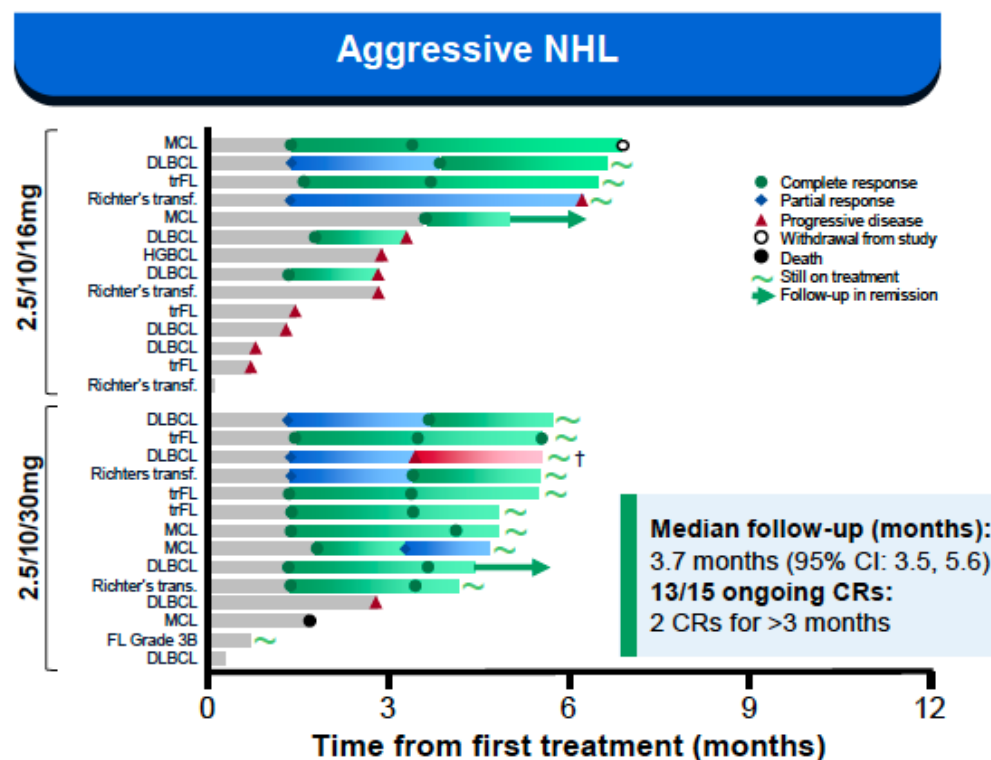 Aggressive NHL
2.5/10/16mg
MCL
DLBCL
trFL
Richter's transf.
MCL
DLBCL
HGBCL
DLBCL
Richter's transf.
trFL
DLBCL
DLBCL
trFL
Richter's transf.
Complete response
Partial response
Progressive disease
Withdrawal from study
Death
Still on treatment
Follow-up in remission
2.5/10/30mg
DLBCL
trFL
DLBCL
†
Richters transf.
trFL
trFL
MCL
MCL
DLBCL
Richter's trans.
DLBCL
MCL
FL Grade 3B
DLBCL
Median follow-up (months):
3.7 months (95% CI: 3.5, 5.6)
13/15 ongoing CRs:
2 CRs for >3 months
0 3 6 9 12
Time from first treatment (months)